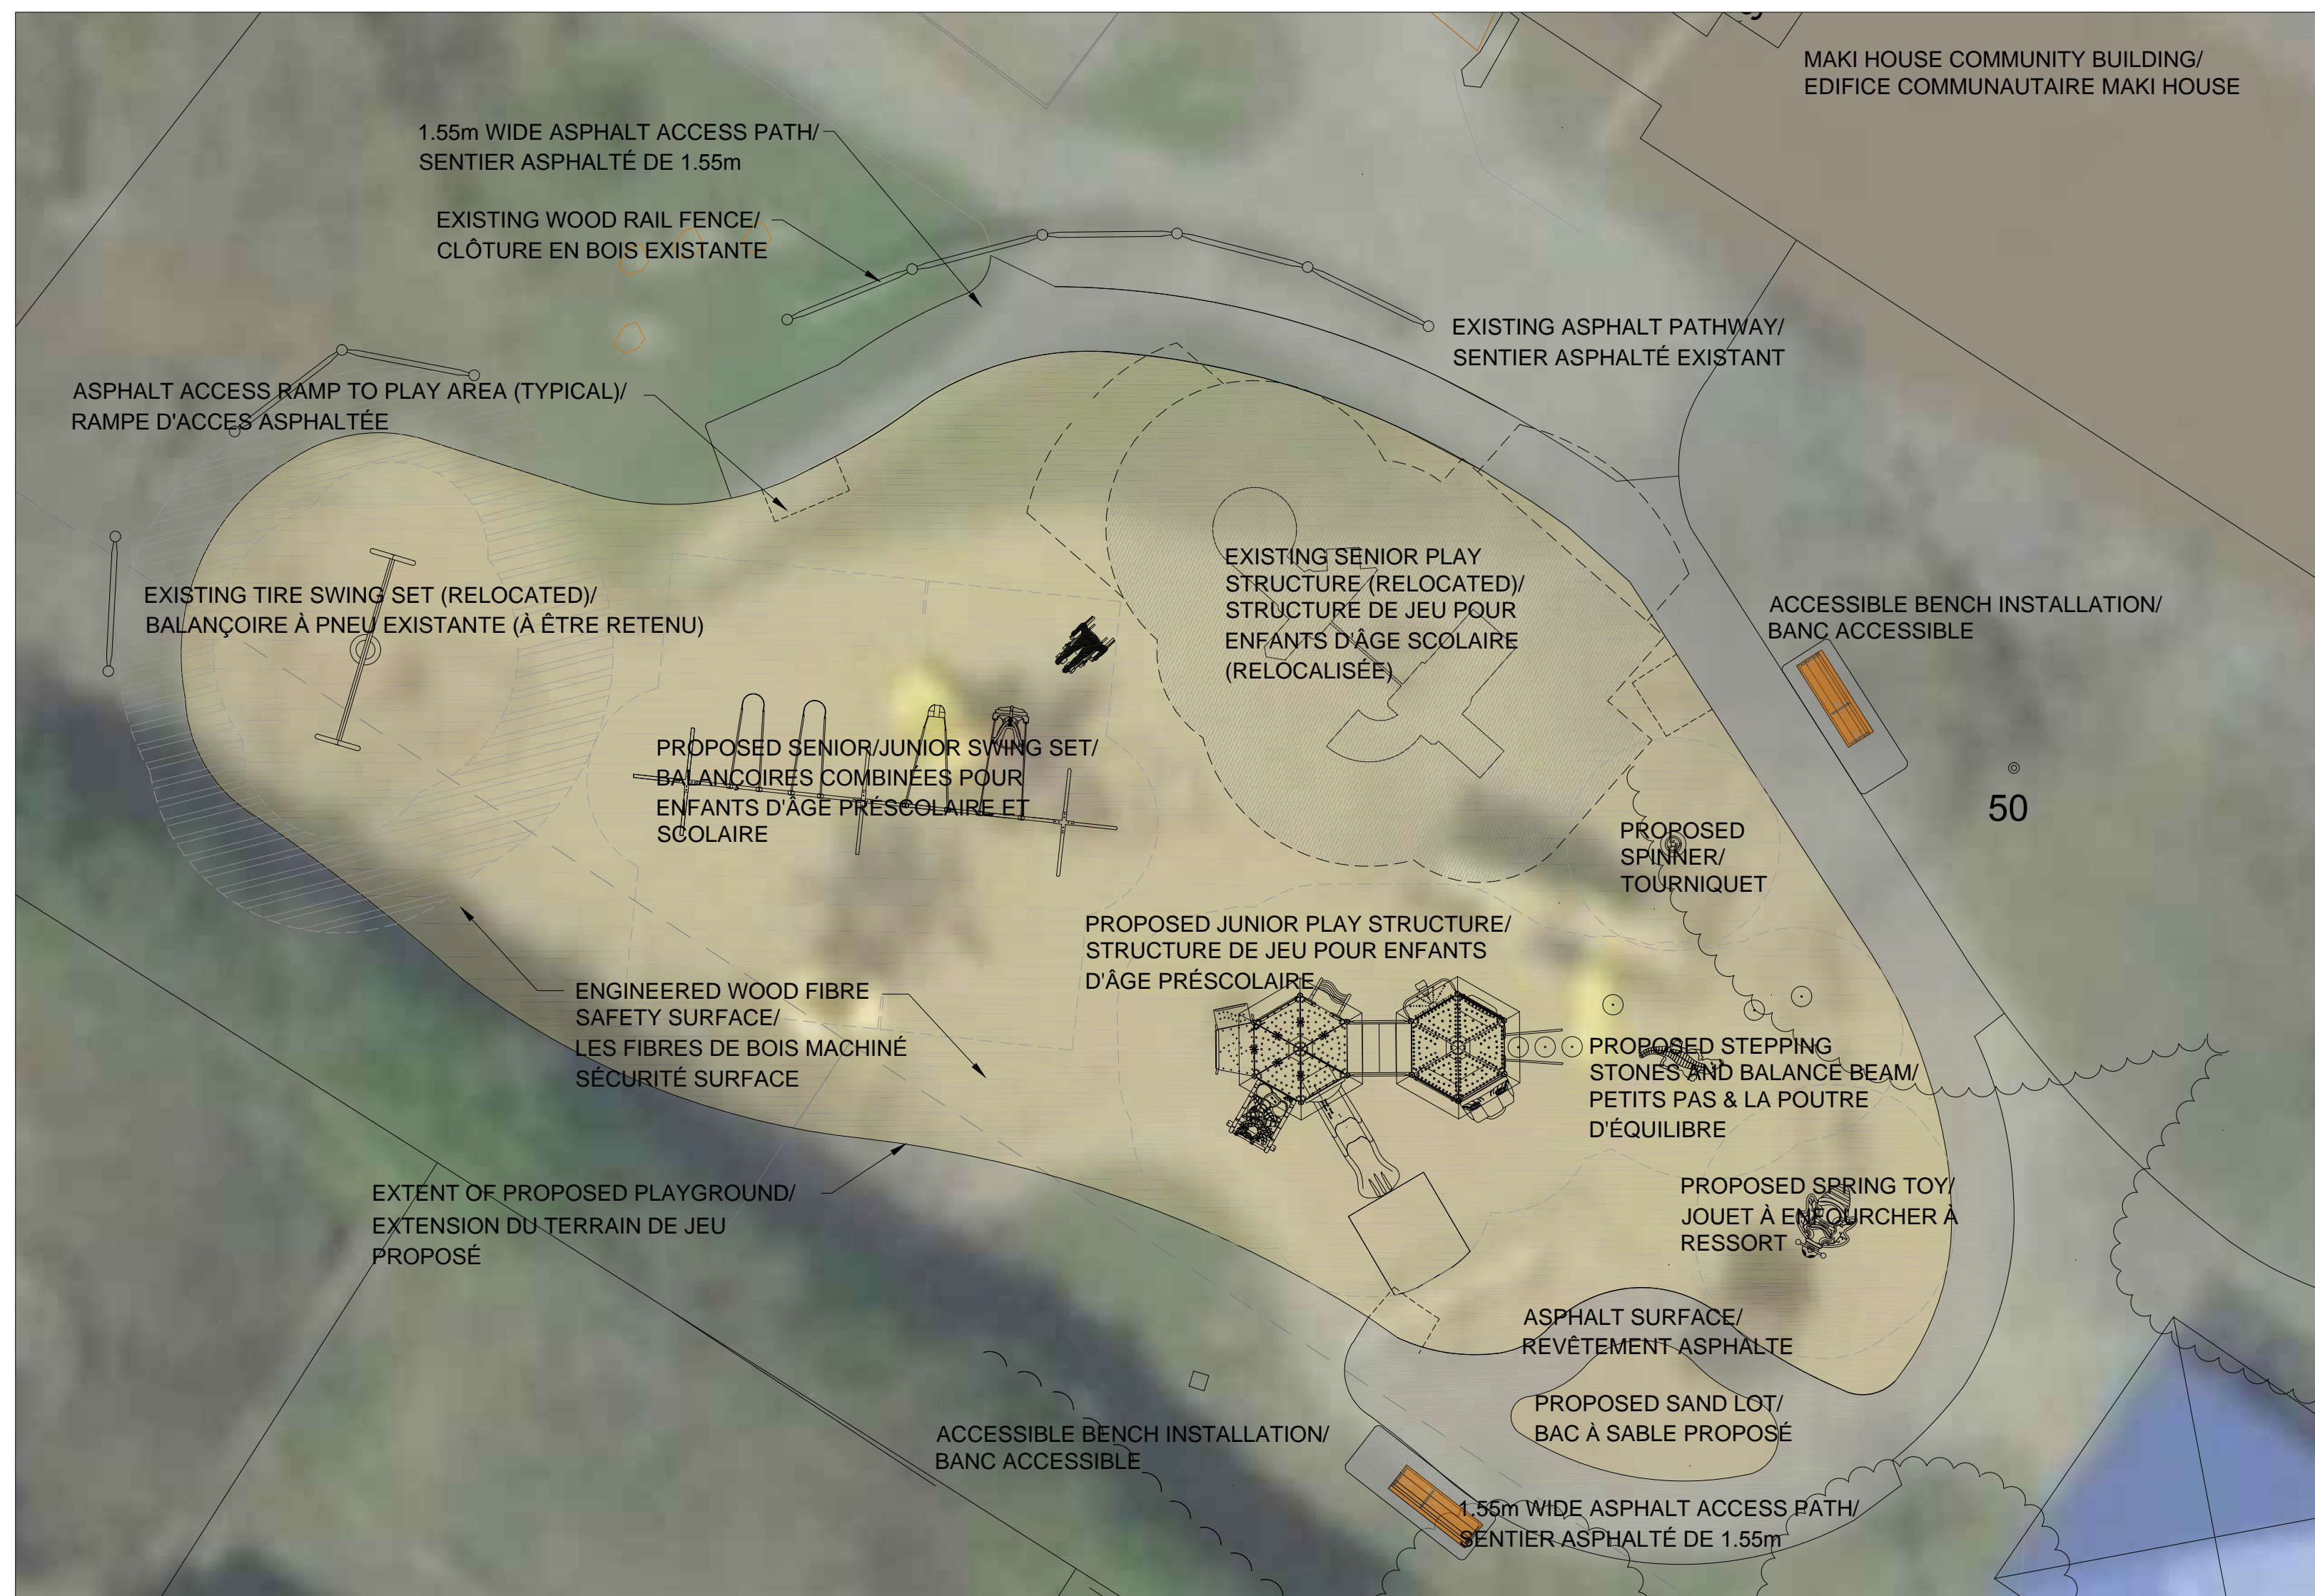 MAKI HOUSE COMMUNITY BUILDING/
EDIFICE COMMUNAUTAIRE MAKI HOUSE
1.55m WIDE ASPHALT ACCESS PATH/
SENTIER ASPHALTÉ DE 1.55m
EXISTING WOOD RAIL FENCE/
CLÔTURE EN BOIS EXISTANTE
EXISTING ASPHALT PATHWAY/
SENTIER ASPHALTÉ EXISTANT
ASPHALT ACCESS RAMP TO PLAY AREA (TYPICAL)/
RAMPE D'ACCES ASPHALTÉE
EXISTING TIRE SWING SET (RELOCATED)/
BALANÇOIRE À PNEU EXISTANTE (À ÊTRE RETENU)
EXISTING SENIOR PLAY
STRUCTURE (RELOCATED)/
STRUCTURE DE JEU POUR
ENFANTS D'ÂGE SCOLAIRE
(RELOCALISÉE)
ACCESSIBLE BENCH INSTALLATION/
BANC ACCESSIBLE
50
PROPOSED SENIOR/JUNIOR SWING SET/
BALANÇOIRES COMBINÉES POUR
ENFANTS D'ÂGE PRÉSCOLAIRE ET
SCOLAIRE
PROPOSED
SPINNER/
TOURNIQUET
PROPOSED JUNIOR PLAY STRUCTURE/
STRUCTURE DE JEU POUR ENFANTS
D'ÂGE PRÉSCOLAIRE
ENGINEERED WOOD FIBRE
SAFETY SURFACE/
LES FIBRES DE BOIS MACHINÉ
SÉCURITÉ SURFACE
PROPOSED STEPPING
STONES AND BALANCE BEAM/
PETITS PAS & LA POUTRE
D'ÉQUILIBRE
EXTENT OF PROPOSED PLAYGROUND/
EXTENSION DU TERRAIN DE JEU
PROPOSÉ
PROPOSED SPRING TOY/
JOUET À ENFOURCHER À
RESSORT
ASPHALT SURFACE/
REVÊTEMENT ASPHALTE
PROPOSED SAND LOT/
BAC À SABLE PROPOSÉ
ACCESSIBLE BENCH INSTALLATION/
BANC ACCESSIBLE
1.55m WIDE ASPHALT ACCESS PATH/
SENTIER ASPHALTÉ DE 1.55m